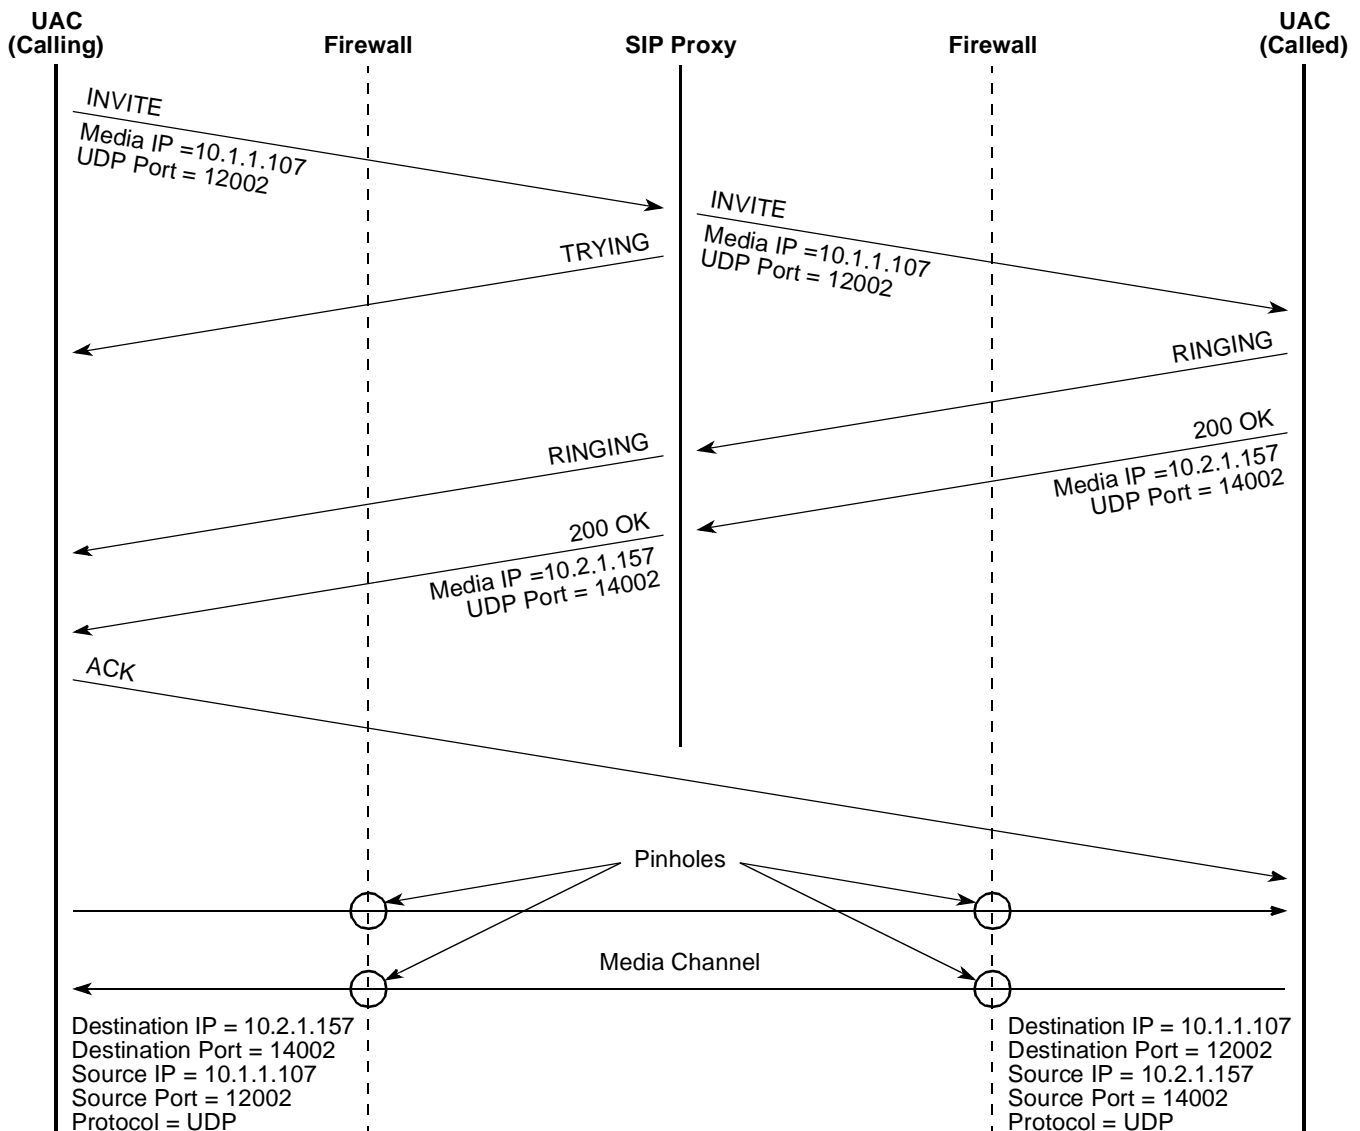 UAC
(Calling)
Firewall
SIP Proxy
Firewall
UAC
(Called)
INVITE
Media IP =10.1.1.107
UDP Port = 12002
INVITE
Media IP =10.1.1.107
UDP Port = 12002
TRYING
RINGING
200 OK
Media IP =10.2.1.157
UDP Port = 14002
RINGING
200 OK
Media IP =10.2.1.157
UDP Port = 14002
ACK
Pinholes
Media Channel
Destination IP = 10.2.1.157
Destination Port = 14002
Source IP = 10.1.1.107
Source Port = 12002
Protocol = UDP
Destination IP = 10.1.1.107
Destination Port = 12002
Source IP = 10.2.1.157
Source Port = 14002
Protocol = UDP